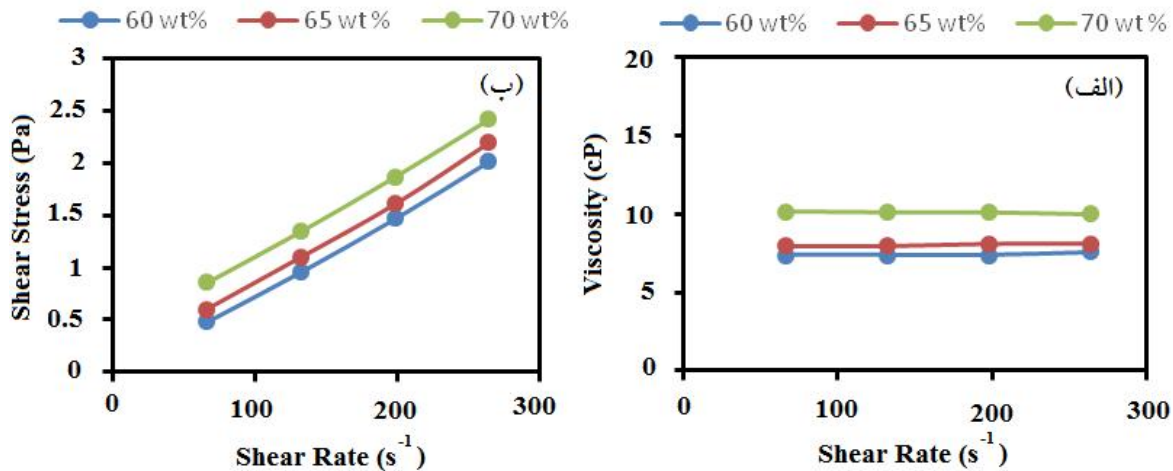 60 wt% 65 wt% 70 wt%
(ب)
3
2.5
2
1.5
1
0.5
0
Shear Stress (Pa)
0 100 200 300
Shear Rate (s⁻¹)
60 wt% 65 wt% 70 wt%
(الف)
20
15
10
5
0
Viscosity (cP)
0 100 200 300
Shear Rate (s⁻¹)